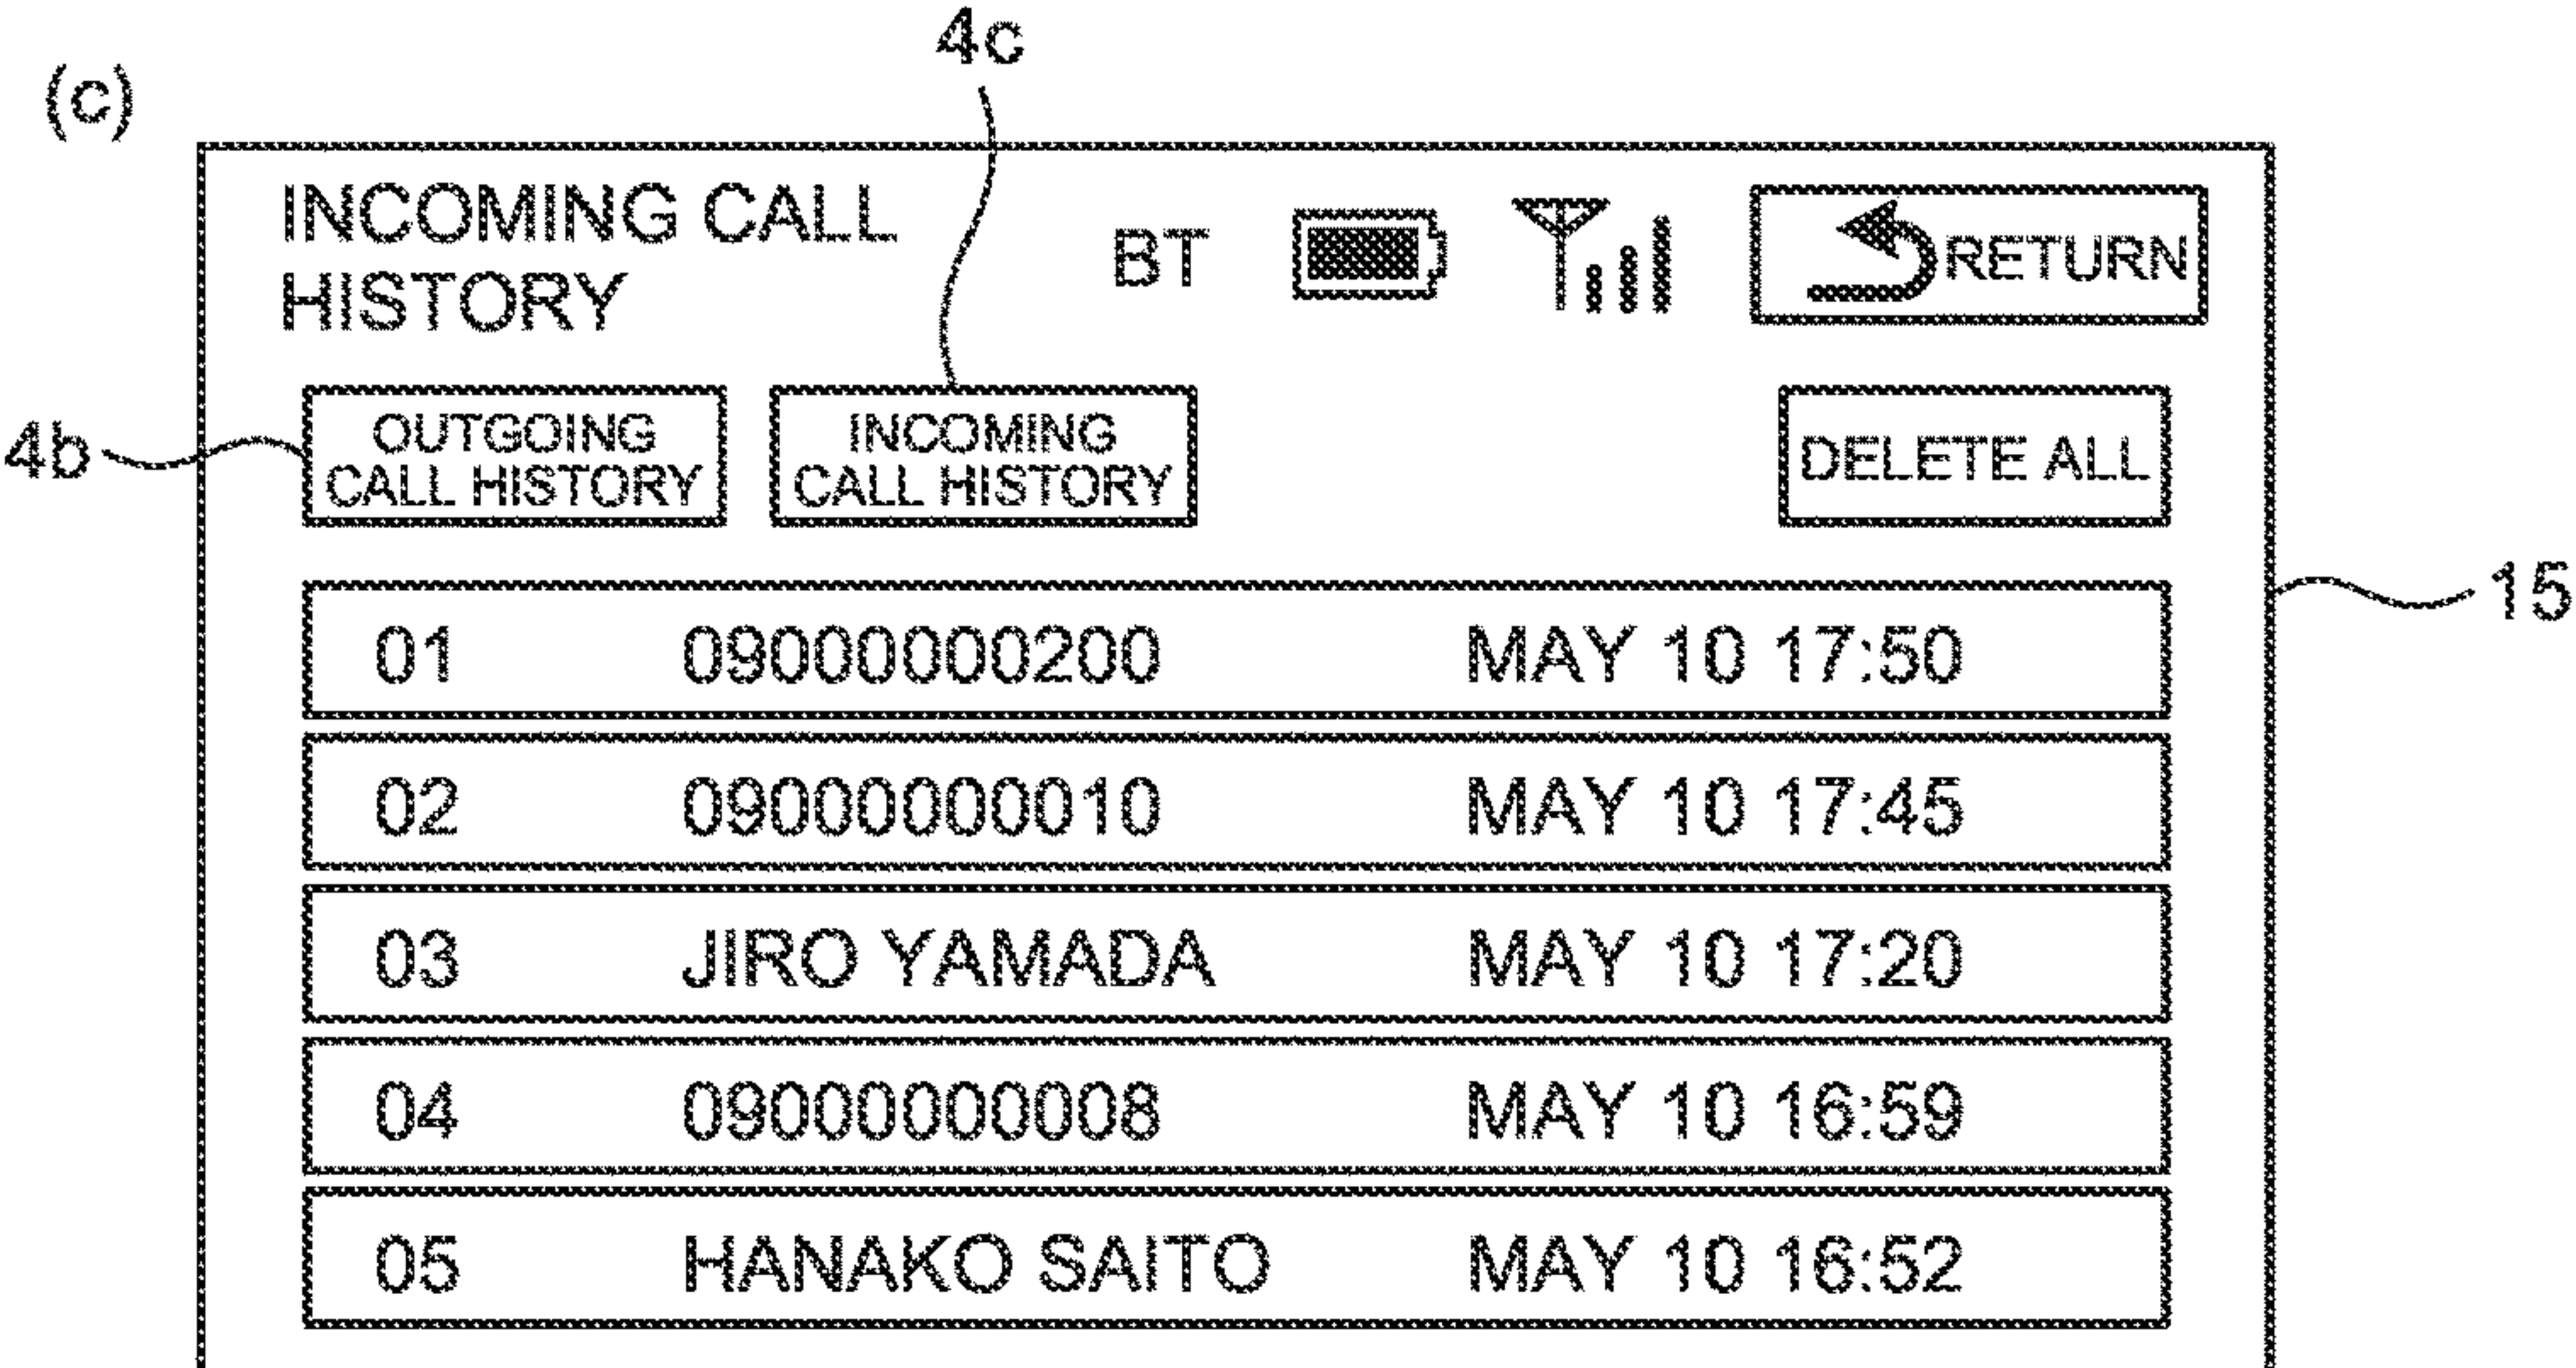 4c
(c)
INCOMING CALL
HISTORY
BT
RETURN
4b
OUTGOING
CALL HISTORY
INCOMING
CALL HISTORY
DELETE ALL
15
01 09000000200 MAY 10 17:50
02 09000000010 MAY 10 17:45
03 JIRO YAMADA MAY 10 17:20
04 09000000008 MAY 10 16:59
05 HANAKO SAITO MAY 10 16:52